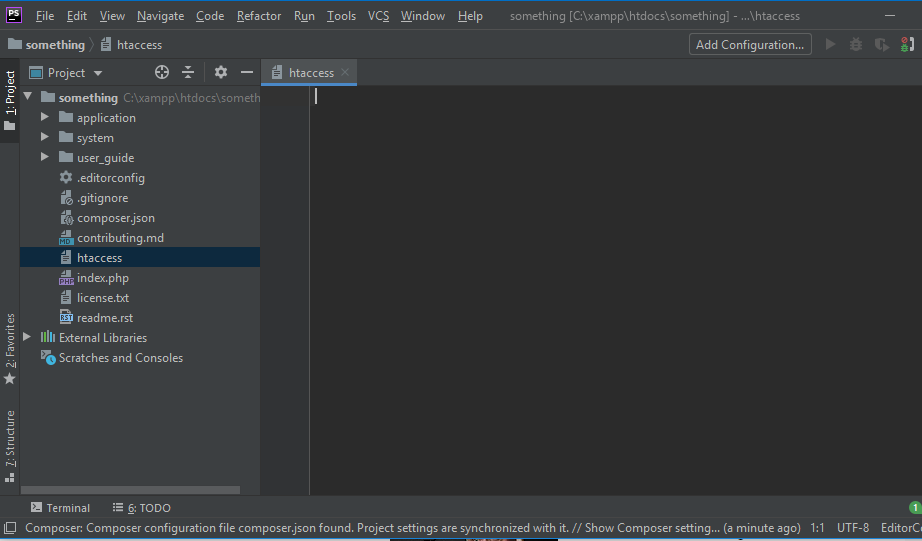 PS File Edit View Navigate Code Refactor Run Tools VCS Window Help something [C:\xampp\htdocs\something] - ...\htaccess
something htaccess Add Configuration...
1: Project
Project
htaccess
something C:\xampp\htdocs\someth
application
system
user_guide
.editorconfig
.gitignore
composer.json
MD contributing.md
htaccess
PHP index.php
license.txt
RST readme.rst
External Libraries
Scratches and Consoles
2: Favorites
7: Structure
Terminal 6: TODO 1
Composer: Composer configuration file composer.json found. Project settings are synchronized with it. // Show Composer setting... (a minute ago) 1:1 UTF-8 EditorCo